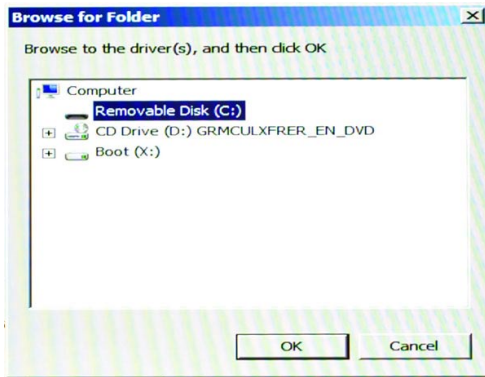 Browse for Folder
Browse to the driver(s), and then click OK
Computer
Removable Disk (C:)
CD Drive (D:) GRMCULXFRER_EN_DVD
Boot (X:)
OK
Cancel